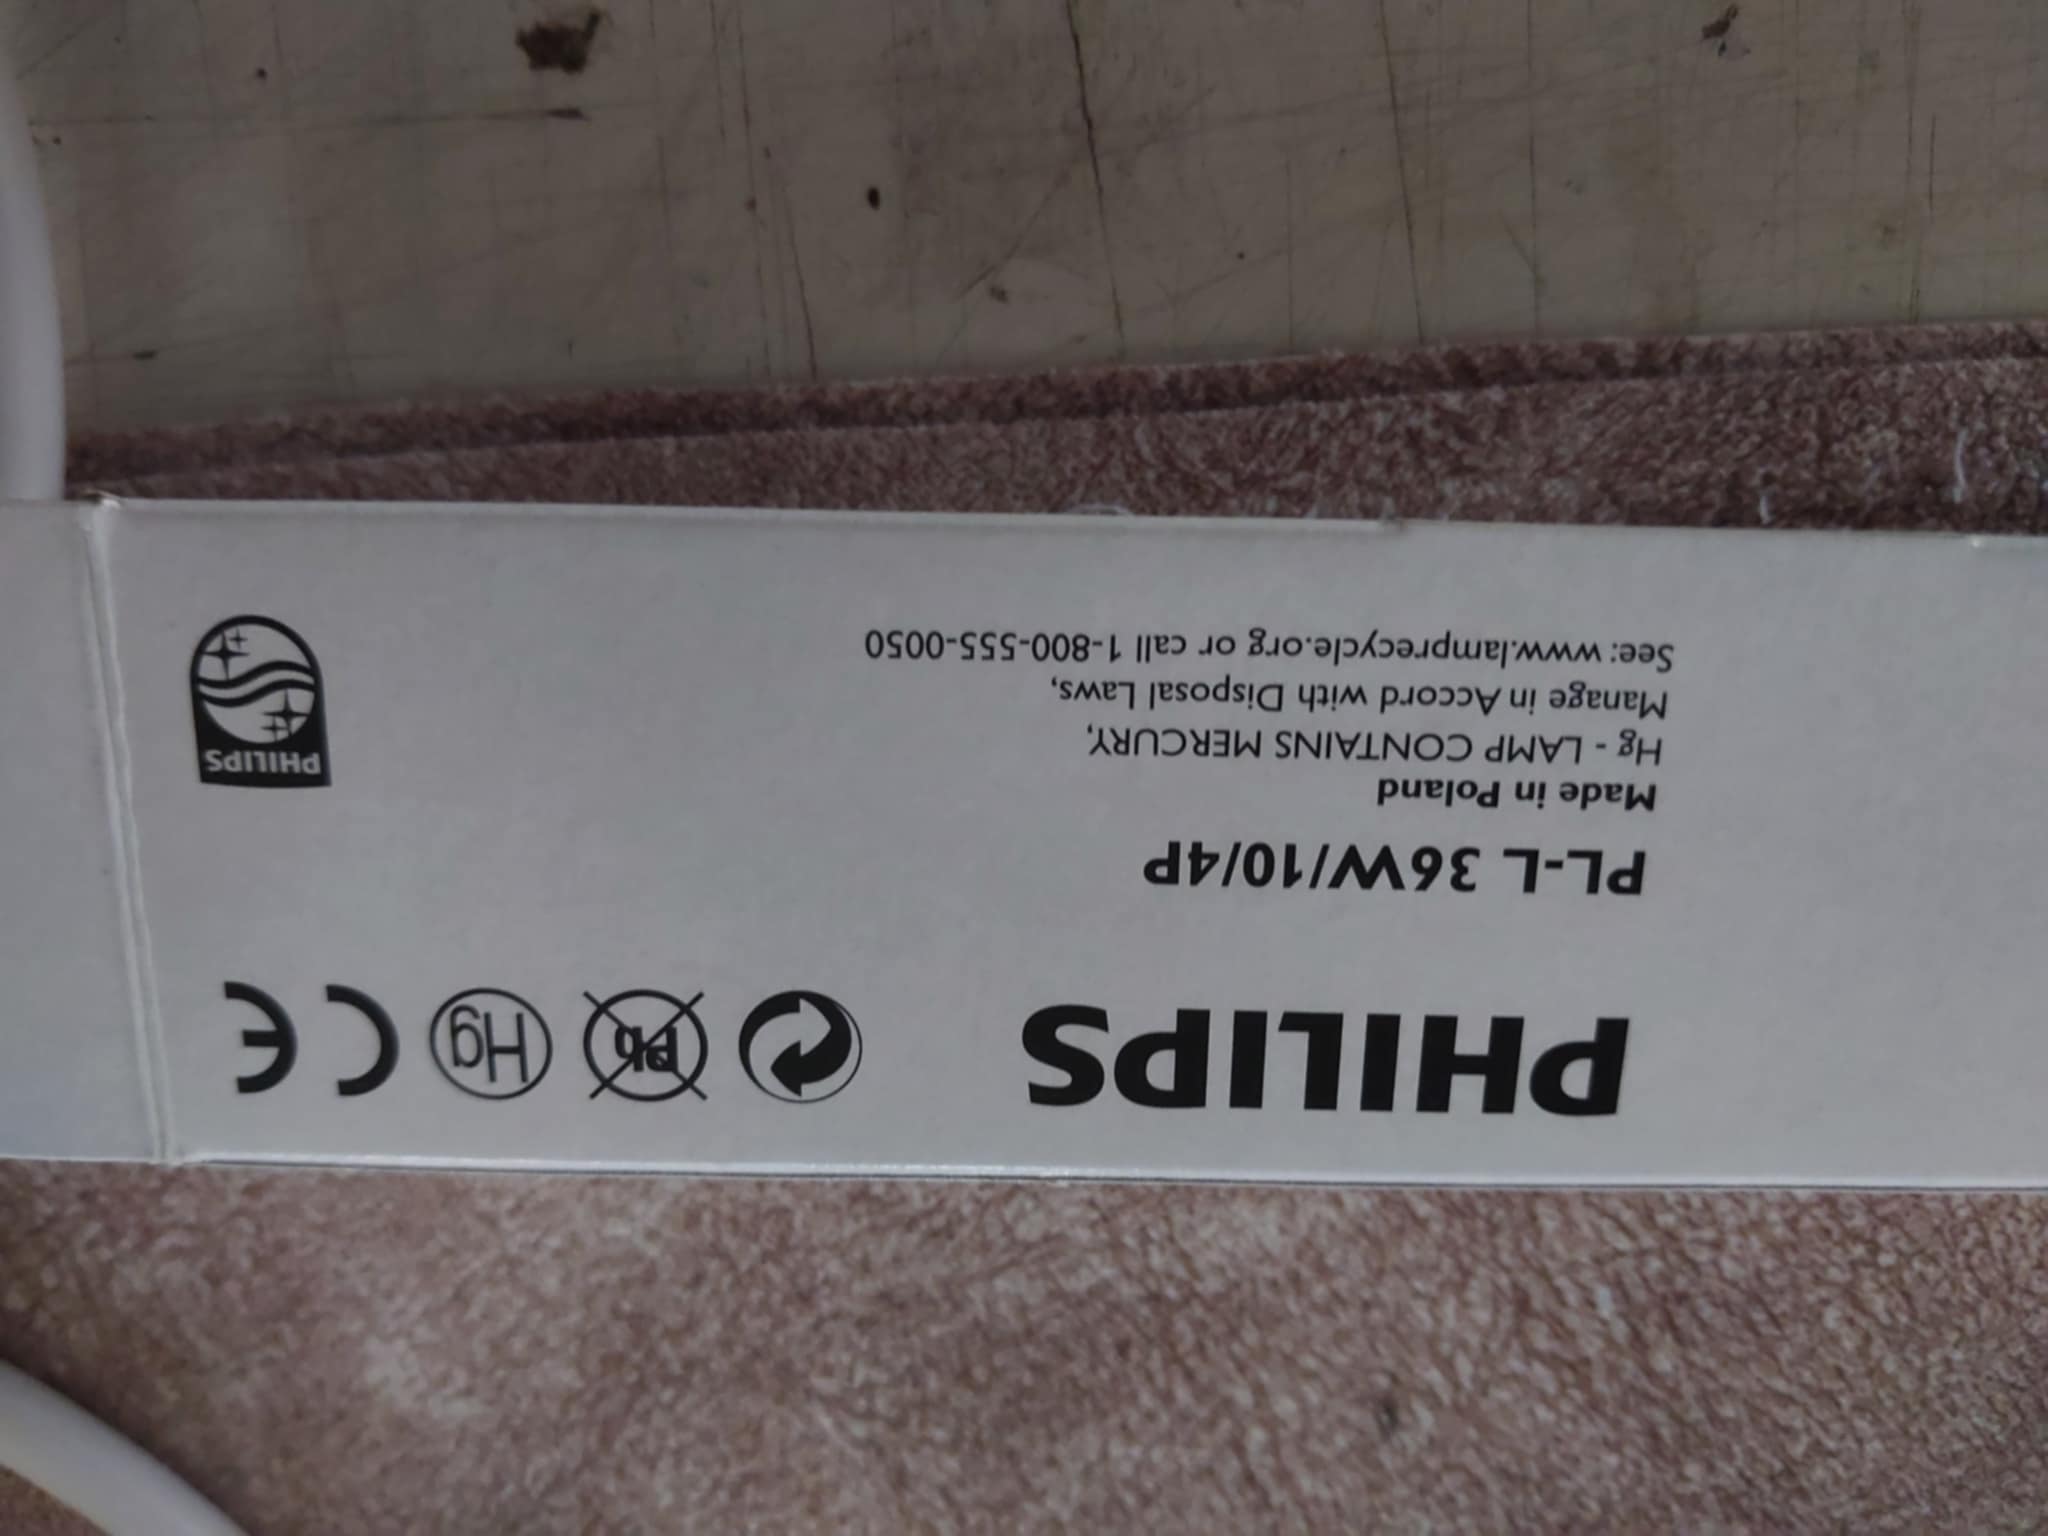 PHILIPS
Pb
Hg
CE
PL-L 36W/10/4P
Made in Poland
Hg - LAMP CONTAINS MERCURY,
Manage in Accord with Disposal Laws,
See: www.lamprecycle.org or call 1-800-555-0050
PHILIPS